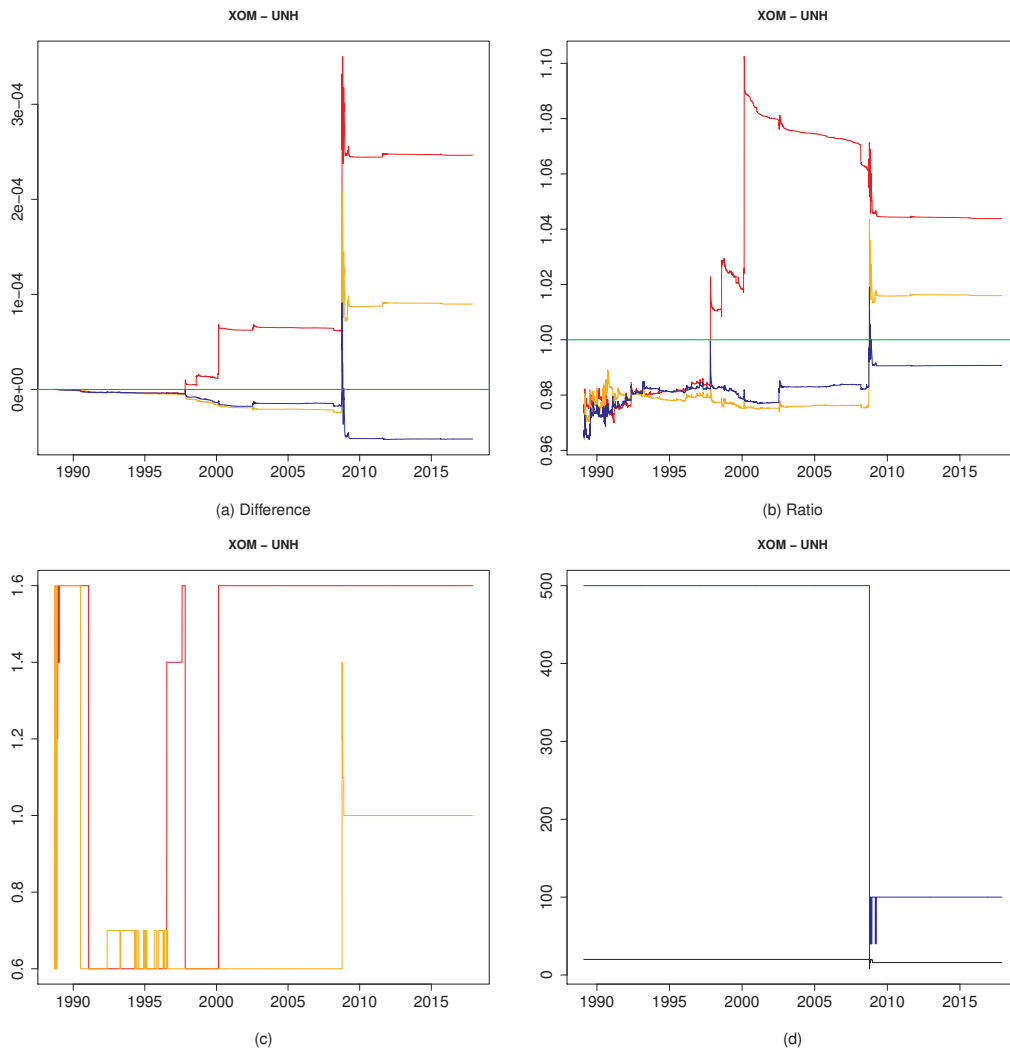 XOM − UNH
3e−04
2e−04
1e−04
0e+00
1990 1995 2000 2005 2010 2015
(a) Difference
XOM − UNH
1.10
1.08
1.06
1.04
1.02
1.00
0.98
0.96
1990 1995 2000 2005 2010 2015
(b) Ratio
XOM − UNH
1.6
1.4
1.2
1.0
0.8
0.6
1990 1995 2000 2005 2010 2015
(c)
XOM − UNH
500
400
300
200
100
0
1990 1995 2000 2005 2010 2015
(d)